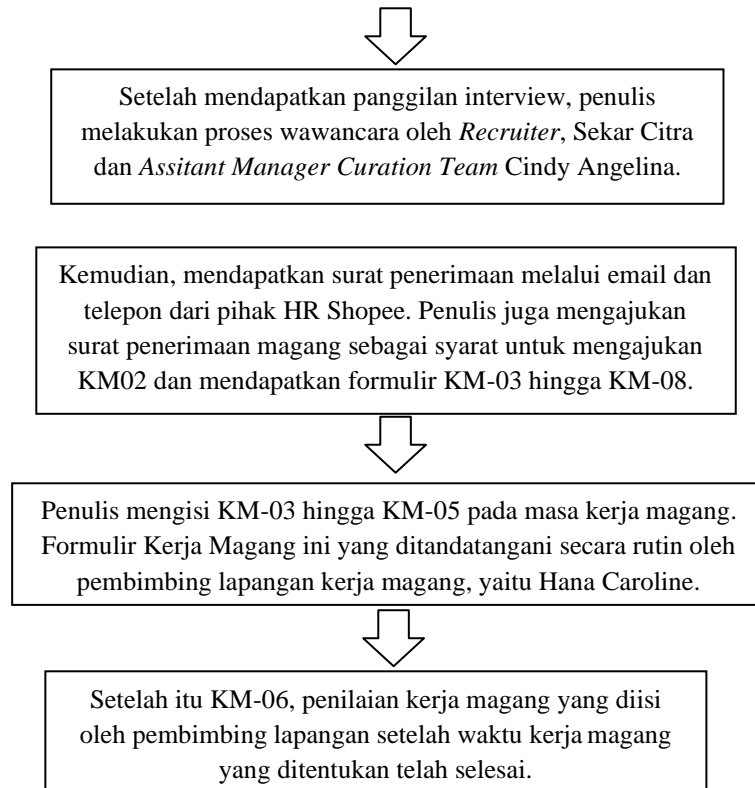 Setelah mendapatkan panggilan interview, penulis
melakukan proses wawancara oleh Recruiter, Sekar Citra
dan Assitant Manager Curation Team Cindy Angelina.
Kemudian, mendapatkan surat penerimaan melalui email dan
telepon dari pihak HR Shopee. Penulis juga mengajukan
surat penerimaan magang sebagai syarat untuk mengajukan
KM02 dan mendapatkan formulir KM-03 hingga KM-08.
Penulis mengisi KM-03 hingga KM-05 pada masa kerja magang.
Formulir Kerja Magang ini yang ditandatangani secara rutin oleh
pembimbing lapangan kerja magang, yaitu Hana Caroline.
Setelah itu KM-06, penilaian kerja magang yang diisi
oleh pembimbing lapangan setelah waktu kerja magang
yang ditentukan telah selesai.